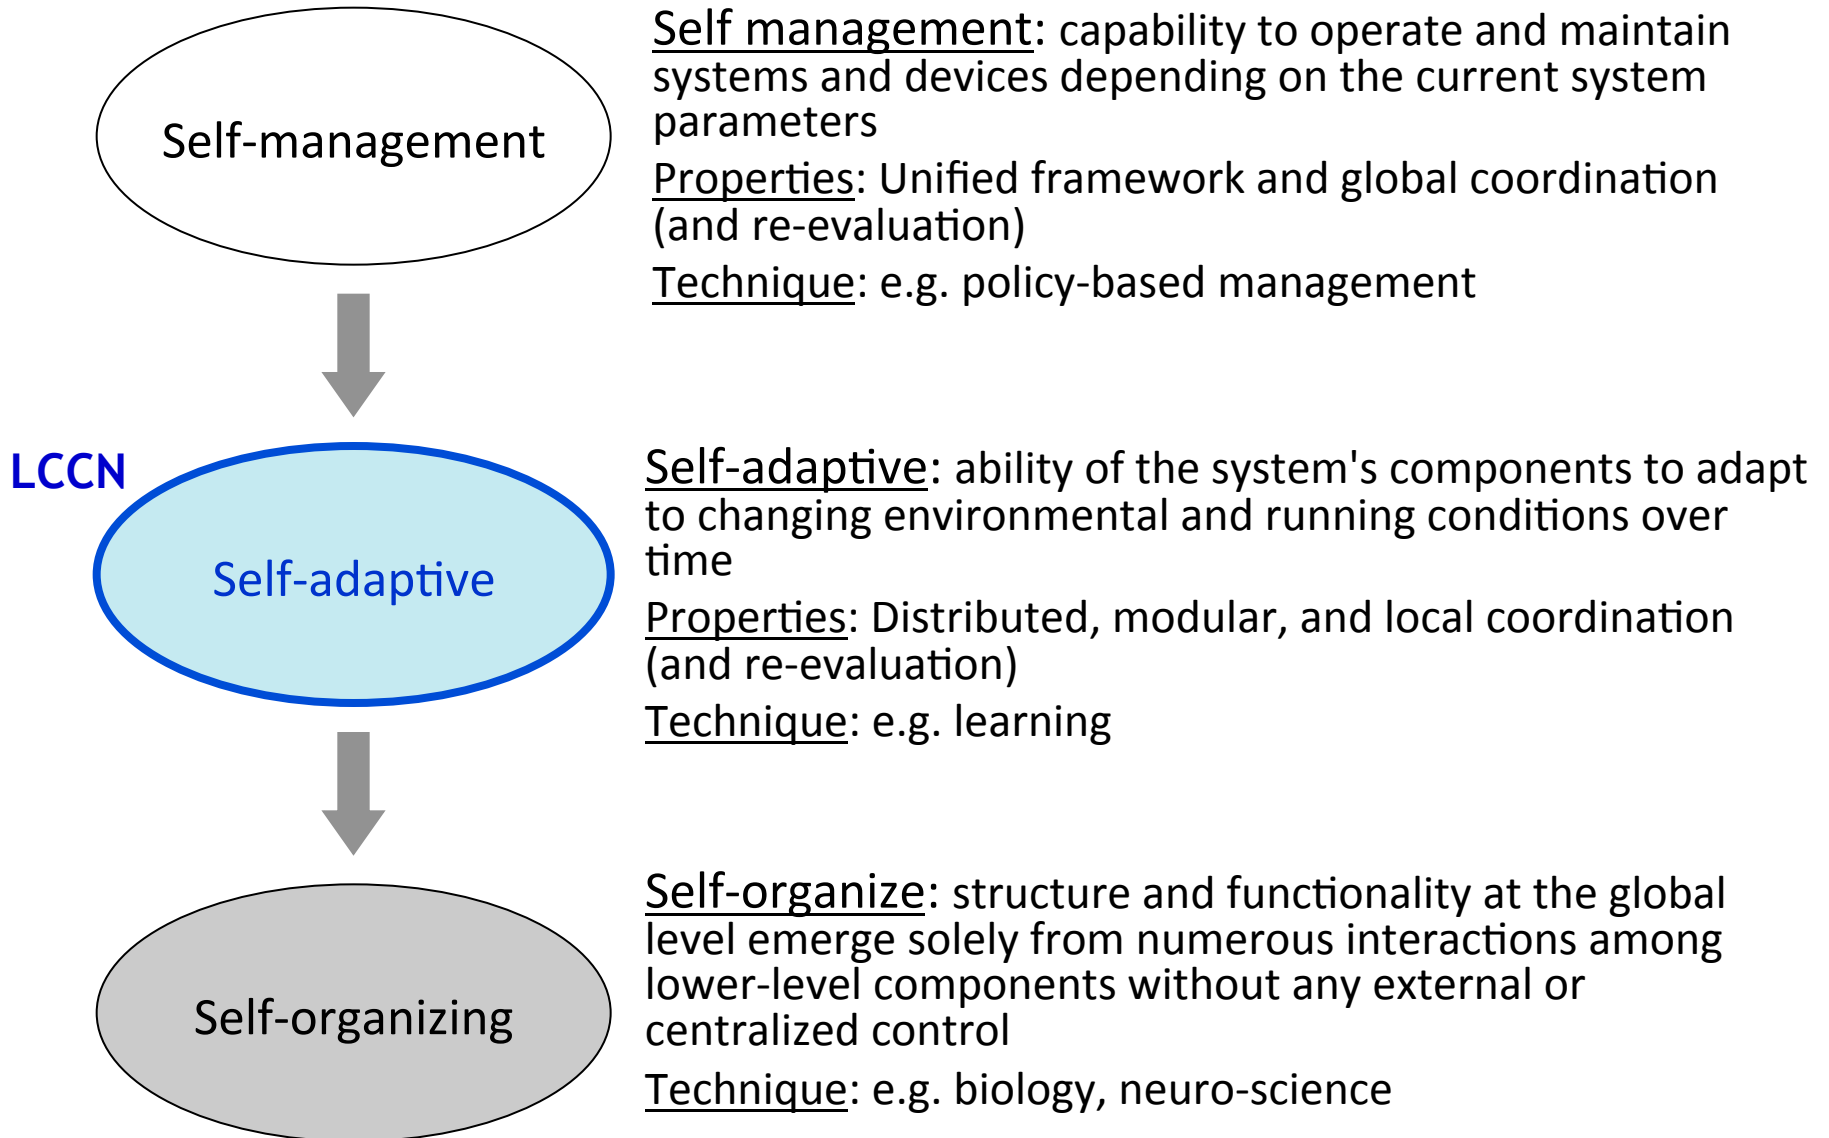 Self-management
Self management: capability to operate and maintain
systems and devices depending on the current system
parameters
Properties: Unified framework and global coordination
(and re-evaluation)
Technique: e.g. policy-based management
LCCN
Self-adaptive
Self-adaptive: ability of the system's components to adapt
to changing environmental and running conditions over
time
Properties: Distributed, modular, and local coordination
(and re-evaluation)
Technique: e.g. learning
Self-organizing
Self-organize: structure and functionality at the global
level emerge solely from numerous interactions among
lower-level components without any external or
centralized control
Technique: e.g. biology, neuro-science